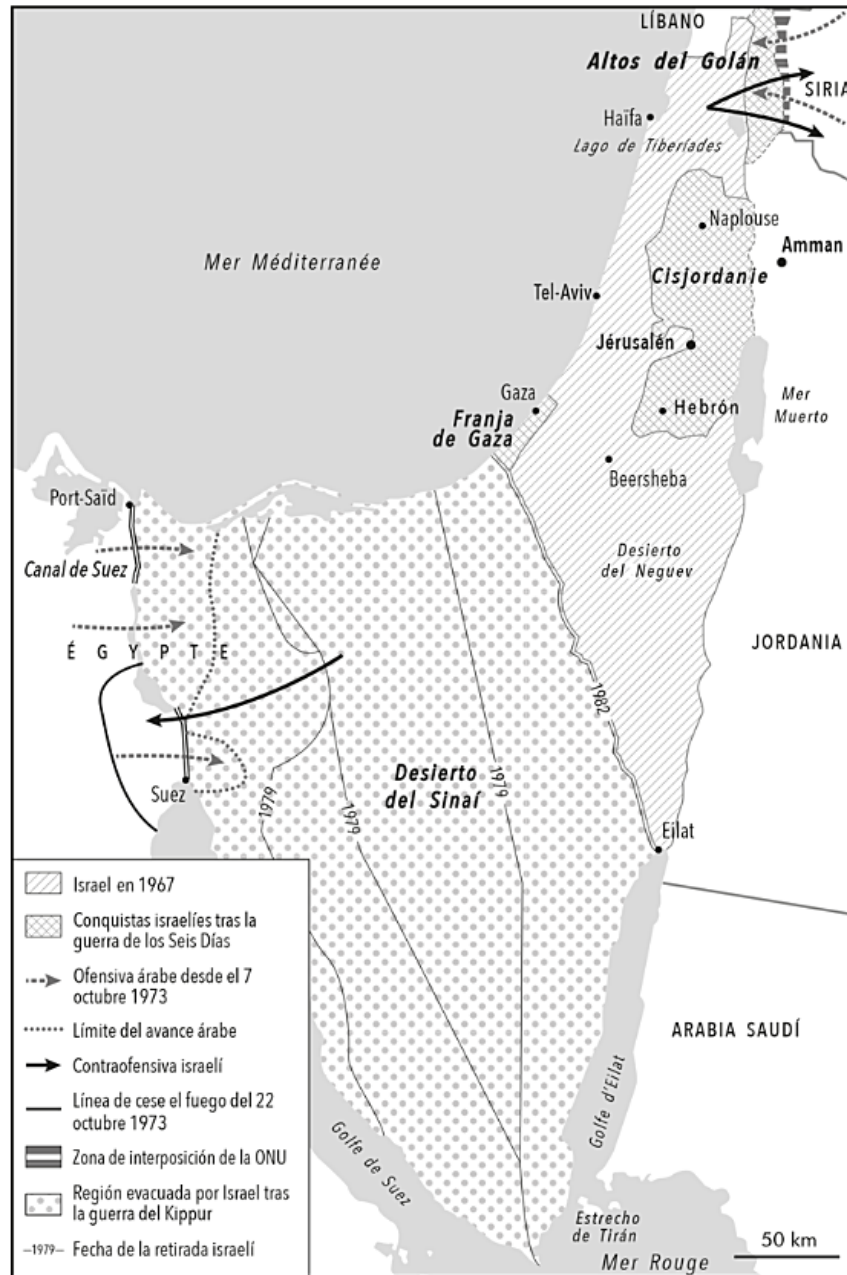 LÍBANO
Altos del Golán
SIRIA
Haïfa
Lago de Tiberíades
Naplouse
Amman
Mer Méditerranée
Cisjordanie
Tel-Aviv
Jérusalén
Gaza
Mer
Muerto
Franja
de Gaza
Hebrón
Beersheba
Port-Saïd
Canal de Suez
Desierto
del Neguev
ÉGYPTE
JORDANIA
1982
Desierto
del Sinaí
1979
1979
1979
Suez
Eilat
Israel en 1967
Conquistas israelíes tras la
guerra de los Seis Días
Ofensiva árabe desde el 7
octubre 1973
Límite del avance árabe
Contraofensiva israelí
Línea de cese el fuego del 22
octubre 1973
Zona de interposición de la ONU
Región evacuada por Israel tras
la guerra del Kippur
–1979– Fecha de la retirada israelí
ARABIA SAUDÍ
Golfe d'Eilat
Golfe de Suez
Estrecho
de Tirán
Mer Rouge
50 km